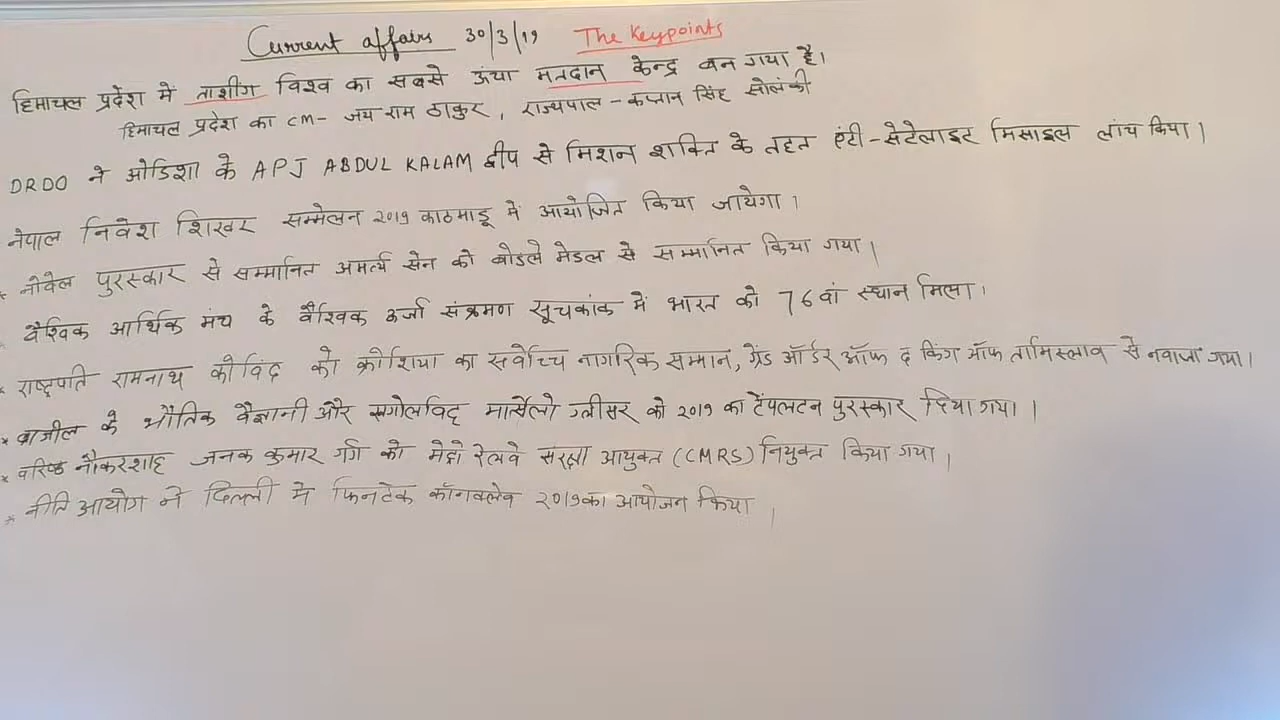 Current affairs 30/3/19 The Keypoints
हिमाचल प्रदेश में ताशीगं विश्व का सबसे ऊंचा मतदान केन्द्र बन गया है।
हिमाचल प्रदेश का CM- जय राम ठाकुर, राज्यपाल - कप्तान सिंह सोलंकी
DRDO ने ओडिशा के APJ ABDUL KALAM द्वीप से मिशन शक्ति के तहत एंटी-सेटेलाइट मिसाइल लांच किया।
नेपाल निवेश शिखर सम्मेलन 2019 काठमाडू में आयोजित किया जायेगा।
* नोवेल पुरस्कार से सम्मानित अमर्त्य सेन को बोडले मेडल से सम्मानित किया गया।
* वैश्विक आर्थिक मंच के वैश्विक ऊर्जा संक्रमण सूचकांक में भारत को 76वां स्थान मिला।
* राष्ट्रपति रामनाथ कोविंद को क्रोशिया का सर्वोच्च नागरिक सम्मान, ग्रेंड ऑर्डर ऑफ द किंग ऑफ तामिस्लाव से नवाजा गया।
* ब्राजील के भौतिक वैज्ञानी और खगोलविद् मार्सेलो ग्लीसर को 2019 का टेंपलटन पुरस्कार दिया गया।
* वरिष्ठ नौकरशाह जनक कुमार गर्ग को मेट्रो रेलवे सुरक्षा आयुक्त (CMRS) नियुक्त किया गया।
* नीति आयोग ने दिल्ली में फिनटेक कॉनक्लेव 2019का आयोजन किया।